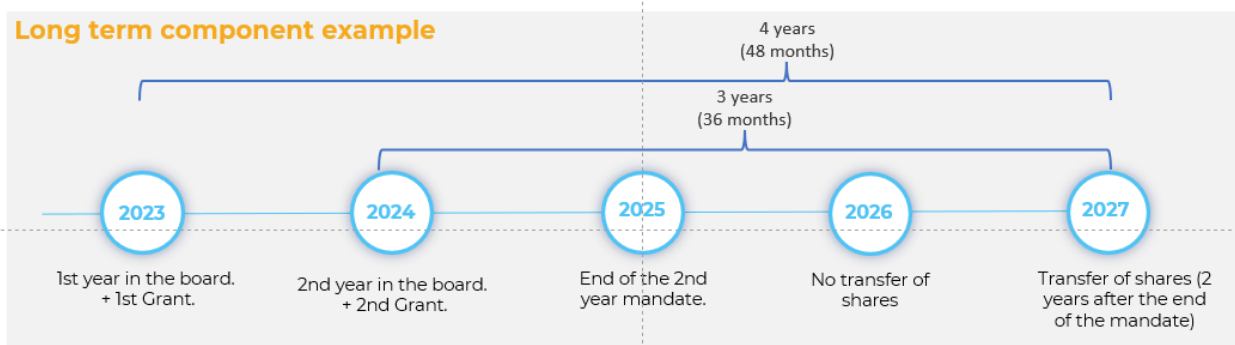 Long term component example
4 years
(48 months)
3 years
(36 months)
2023
2024
2025
2026
2027
1st year in the board.
+ 1st Grant.
2nd year in the board.
+ 2nd Grant.
End of the 2nd
year mandate.
No transfer of
shares
Transfer of shares (2
years after the end
of the mandate)